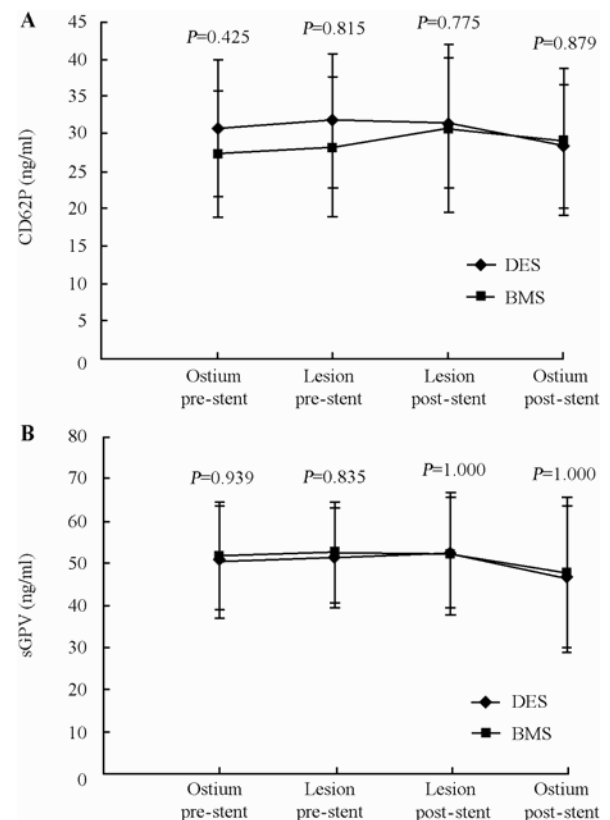 A
45
40
35
30
25
20
15
10
5
0
CD62P (ng/ml)
P=0.425
P=0.815
P=0.775
P=0.879
DES
BMS
Ostium
pre-stent
Lesion
pre-stent
Lesion
post-stent
Ostium
post-stent
B
80
70
60
50
40
30
20
10
0
sGPV (ng/ml)
P=0.939
P=0.835
P=1.000
P=1.000
DES
BMS
Ostium
pre-stent
Lesion
pre-stent
Lesion
post-stent
Ostium
post-stent